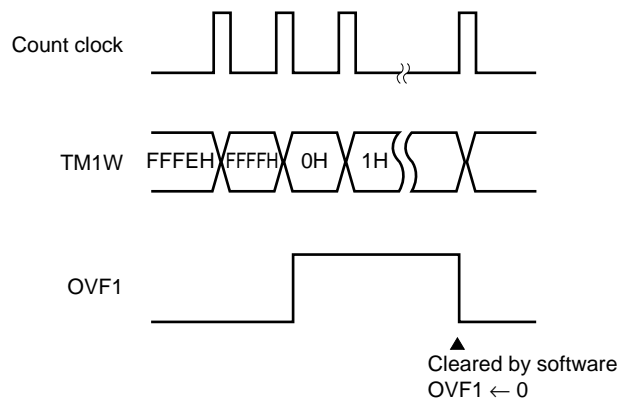 Count clock
TM1W
FFFEH
FFFFH
0H
1H
OVF1
Cleared by software
OVF1 ← 0